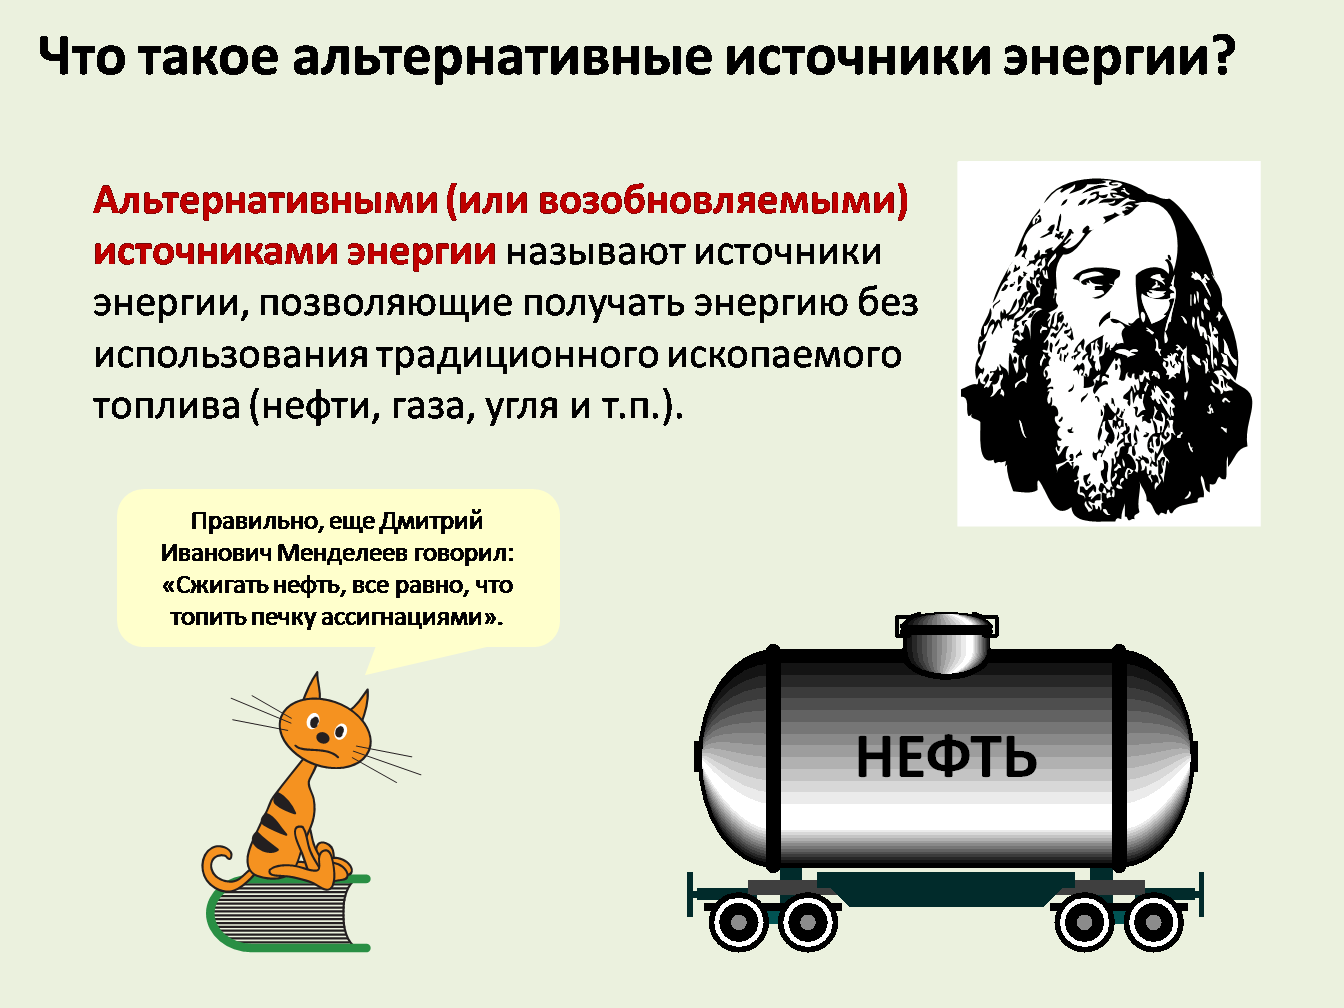 Что такое альтернативные источники энергии?
Альтернативными (или возобновляемыми)
источниками энергии называют источники
энергии, позволяющие получать энергию без
использования традиционного ископаемого
топлива (нефти, газа, угля и т.п.).
Правильно, еще Дмитрий
Иванович Менделеев говорил:
«Сжигать нефть, все равно, что
топить печку ассигнациями».
НЕФТЬ